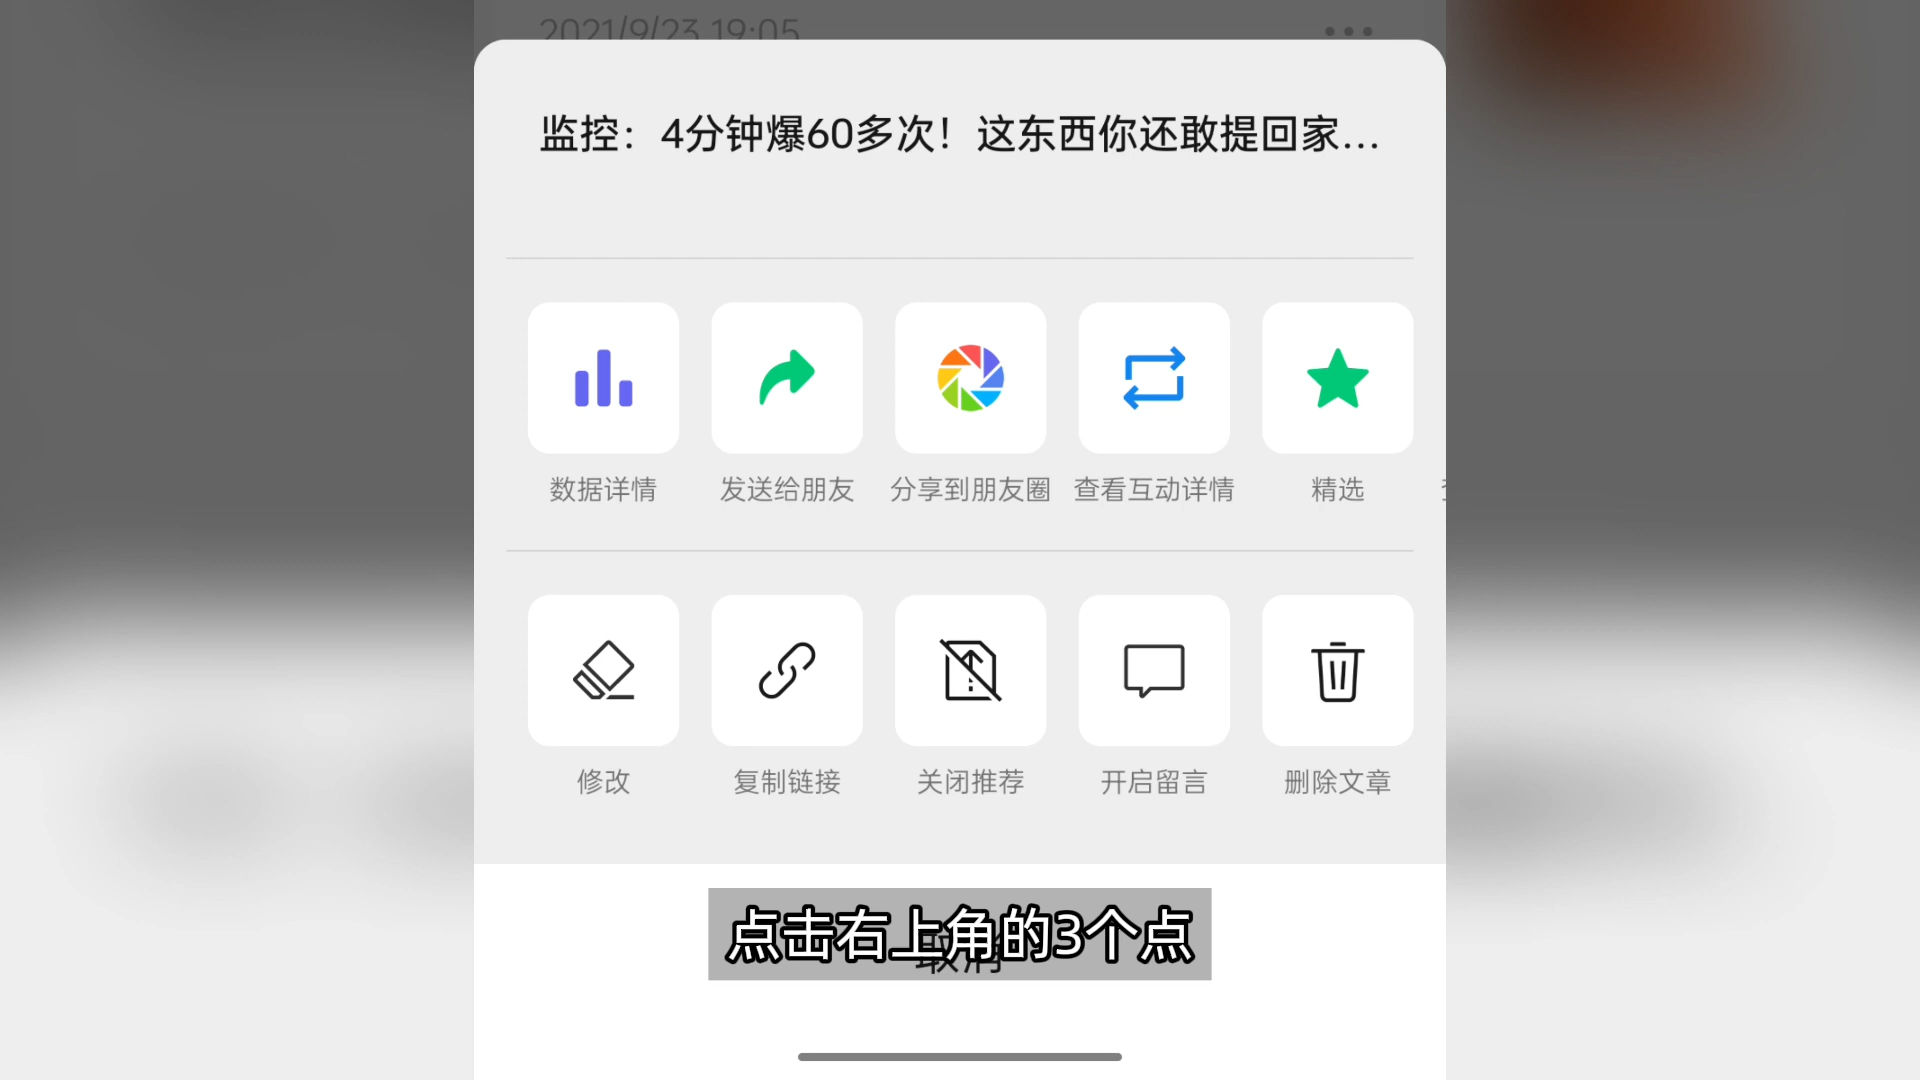 2021/9/23 19:05
监控：4分钟爆60多次！这东西你还敢提回家...
数据详情
发送给朋友
分享到朋友圈
查看互动详情
精选
修改
复制链接
关闭推荐
开启留言
删除文章
取消
点击右上角的3个点